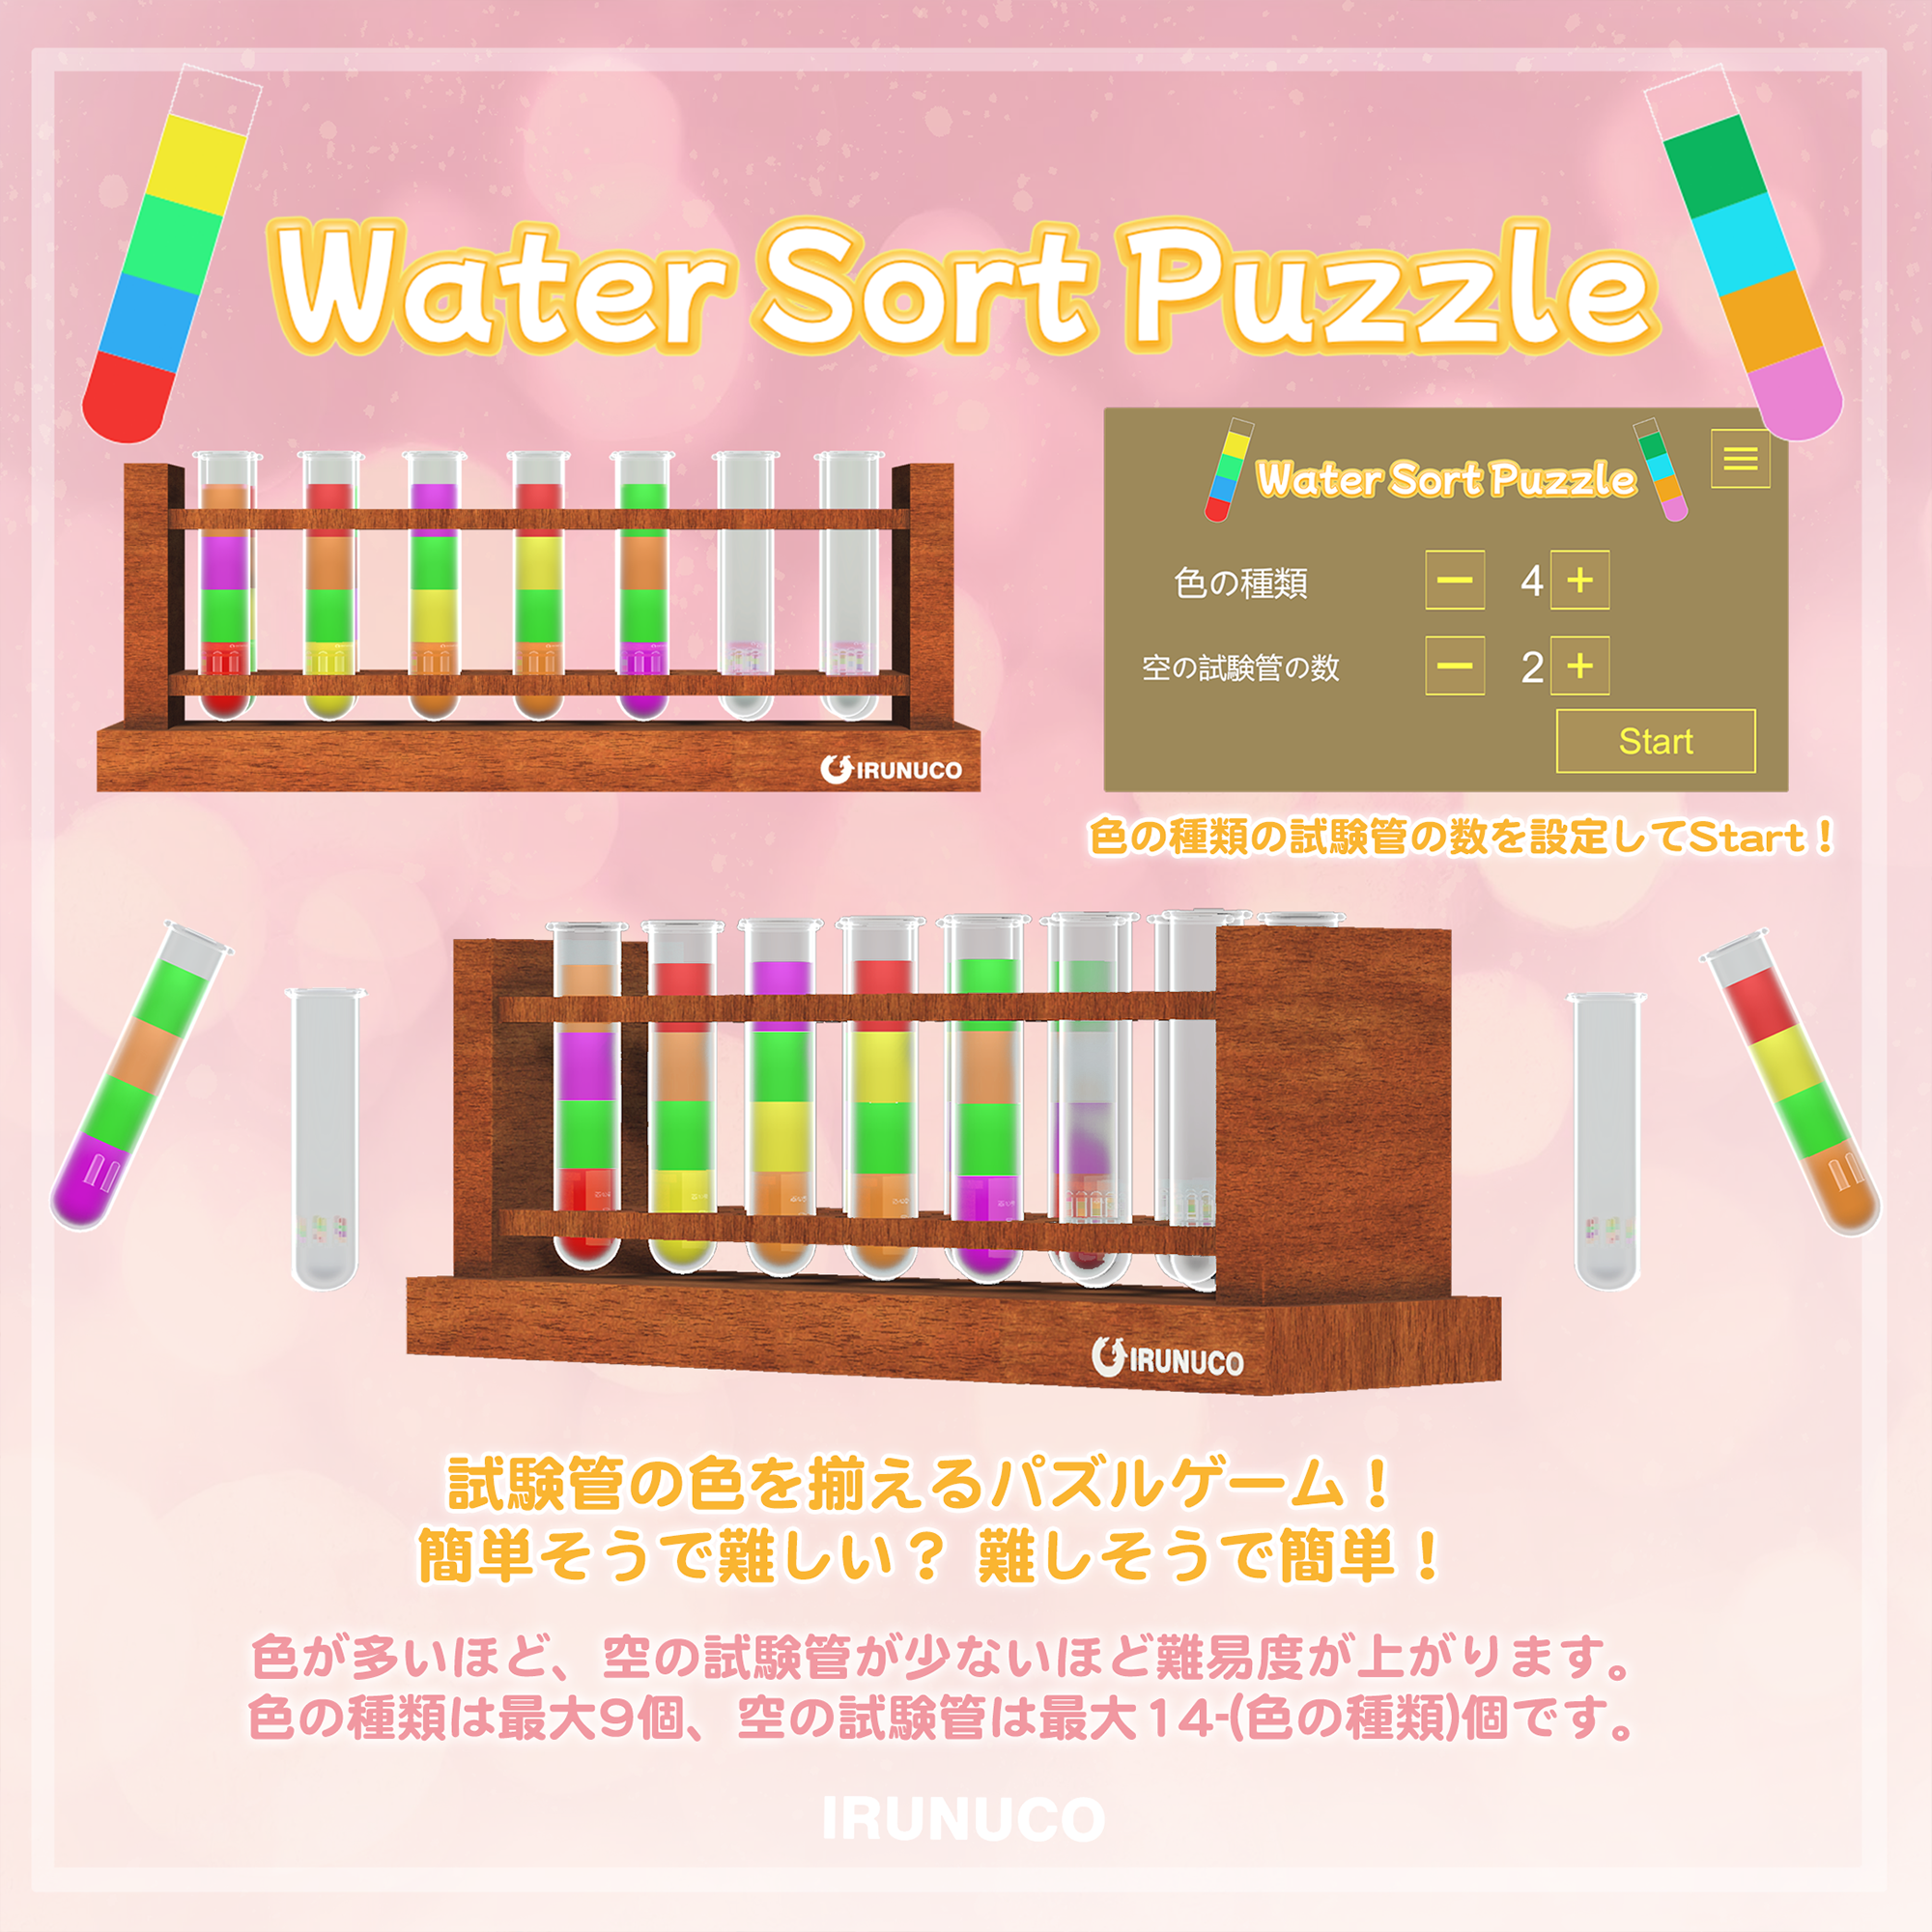 Water Sort Puzzle
Water Sort Puzzle
色の種類
4
空の試験管の数
2
Start
IRUNUCO
色の種類の試験管の数を設定してStart！
IRUNUCO
試験管の色を揃えるパズルゲーム！
簡単そうで難しい？ 難しそうで簡単！
色が多いほど、空の試験管が少ないほど難易度が上がります。
色の種類は最大9個、空の試験管は最大14-(色の種類)個です。
IRUNUCO